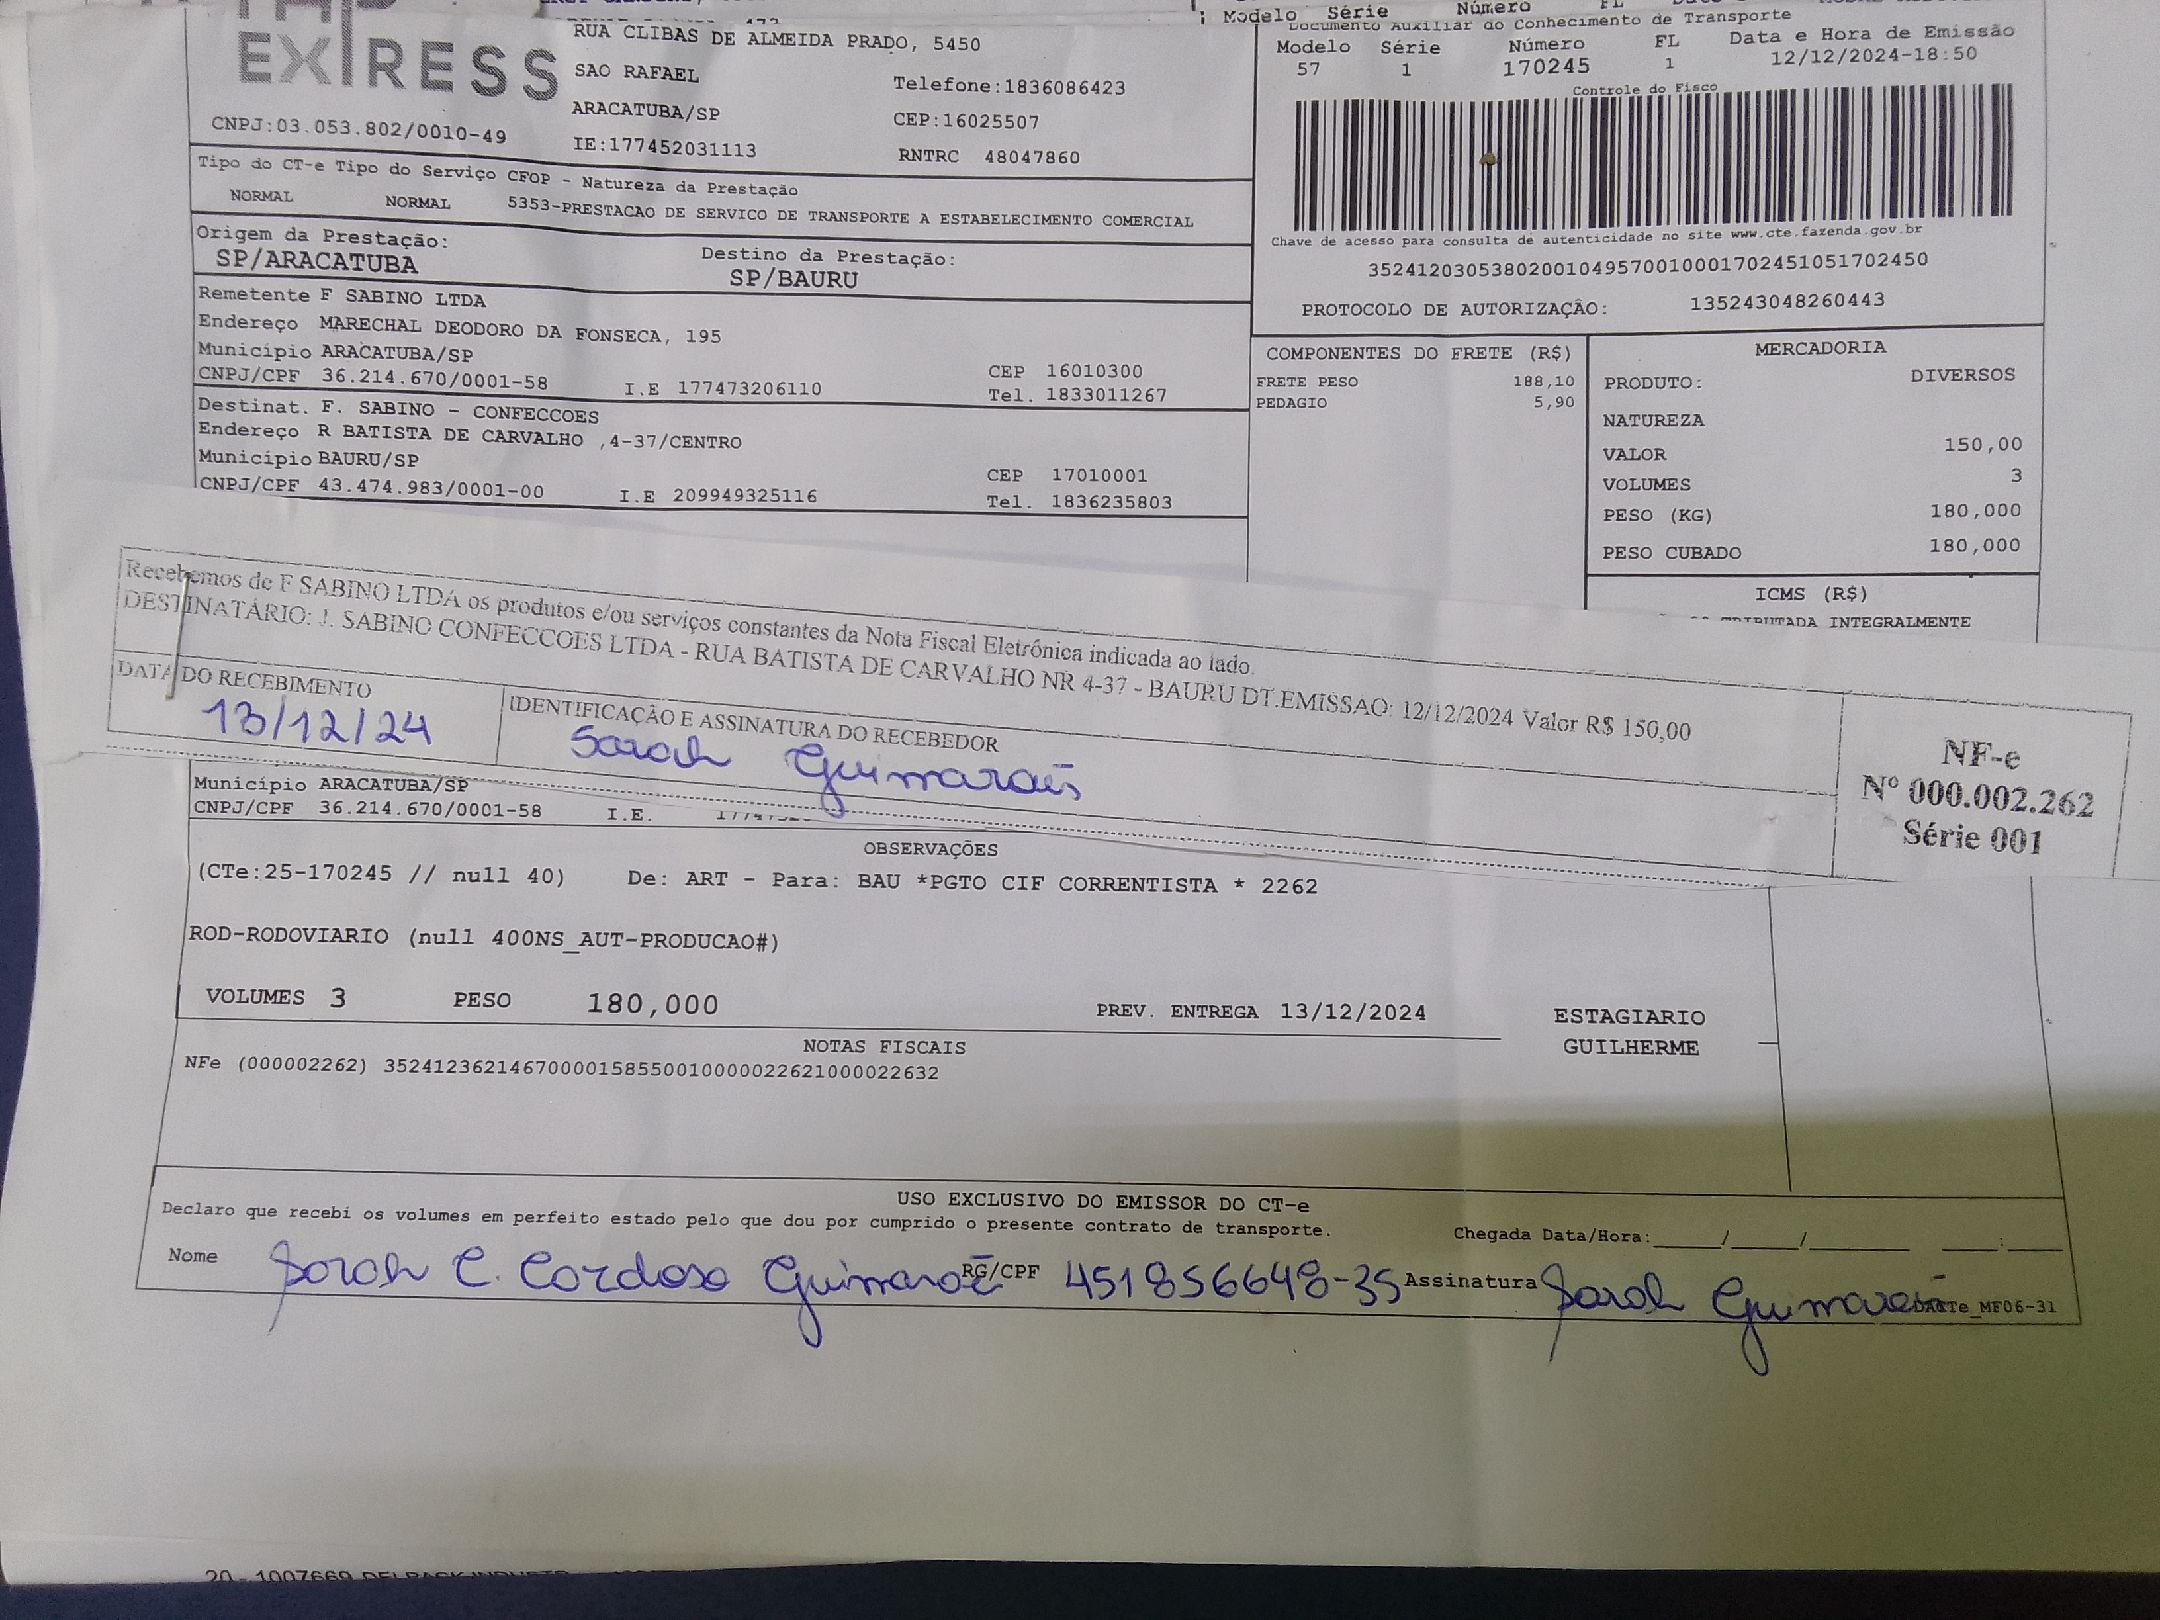 EXPRESS
RUA CLIBAS DE ALMEIDA PRADO, 5450
SAO RAFAEL
Telefone:1836086423
ARACATUBA/SP
CEP:16025507
CNPJ:03.053.802/0010-49
IE:177452031113
RNTRC 48047860
Modelo Série Número
Documento Auxiliar do Conhecimento de Transporte
Modelo Série Número FL Data e Hora de Emissão
57 1 170245 1 12/12/2024-18:50
Controle do Fisco
Chave de acesso para consulta de autenticidade no site www.cte.fazenda.gov.br
35241203053802001049570010001702451051702450
PROTOCOLO DE AUTORIZAÇÃO: 135243048260443
Tipo do CT-e Tipo do Serviço CFOP - Natureza da Prestação
NORMAL NORMAL 5353-PRESTACAO DE SERVICO DE TRANSPORTE A ESTABELECIMENTO COMERCIAL
Origem da Prestação: Destino da Prestação:
SP/ARACATUBA SP/BAURU
Remetente F SABINO LTDA
Endereço MARECHAL DEODORO DA FONSECA, 195
Município ARACATUBA/SP CEP 16010300
CNPJ/CPF 36.214.670/0001-58 I.E 177473206110 Tel. 1833011267
Destinat. F. SABINO - CONFECCOES
Endereço R BATISTA DE CARVALHO ,4-37/CENTRO
Município BAURU/SP CEP 17010001
CNPJ/CPF 43.474.983/0001-00 I.E 209949325116 Tel. 1836235803
COMPONENTES DO FRETE (R$)
FRETE PESO 188,10
PEDAGIO 5,90
MERCADORIA
PRODUTO: DIVERSOS
NATUREZA
VALOR 150,00
VOLUMES 3
PESO (KG) 180,000
PESO CUBADO 180,000
ICMS (R$)
TRIBUTADA INTEGRALMENTE
Recebemos de F SABINO LTDA os produtos e/ou serviços constantes da Nota Fiscal Eletrônica indicada ao lado.
DESTINATÁRIO: J. SABINO CONFECCOES LTDA - RUA BATISTA DE CARVALHO NR 4-37 - BAURU DT.EMISSAO: 12/12/2024 Valor R$ 150,00
DATA DO RECEBIMENTO IDENTIFICAÇÃO E ASSINATURA DO RECEBEDOR
13/12/24 Sarah Guimarães
NF-e
Nº 000.002.262
Série 001
Município ARACATUBA/SP
CNPJ/CPF 36.214.670/0001-58 I.E.
OBSERVAÇÕES
(CTe:25-170245 // null 40) De: ART - Para: BAU *PGTO CIF CORRENTISTA * 2262
ROD-RODOVIARIO (null 400NS_AUT-PRODUCAO#)
VOLUMES 3 PESO 180,000 PREV. ENTREGA 13/12/2024
ESTAGIARIO
GUILHERME
NOTAS FISCAIS
NFe (000002262) 35241236214670000158550010000022621000022632
USO EXCLUSIVO DO EMISSOR DO CT-e
Declaro que recebi os volumes em perfeito estado pelo que dou por cumprido o presente contrato de transporte.
Chegada Data/Hora:____/____/______ ___:___
Nome Sarah C. Cardoso Guimarães RG/CPF 451856648-35 Assinatura Sarah Guimarães
DACTe_MF06-31